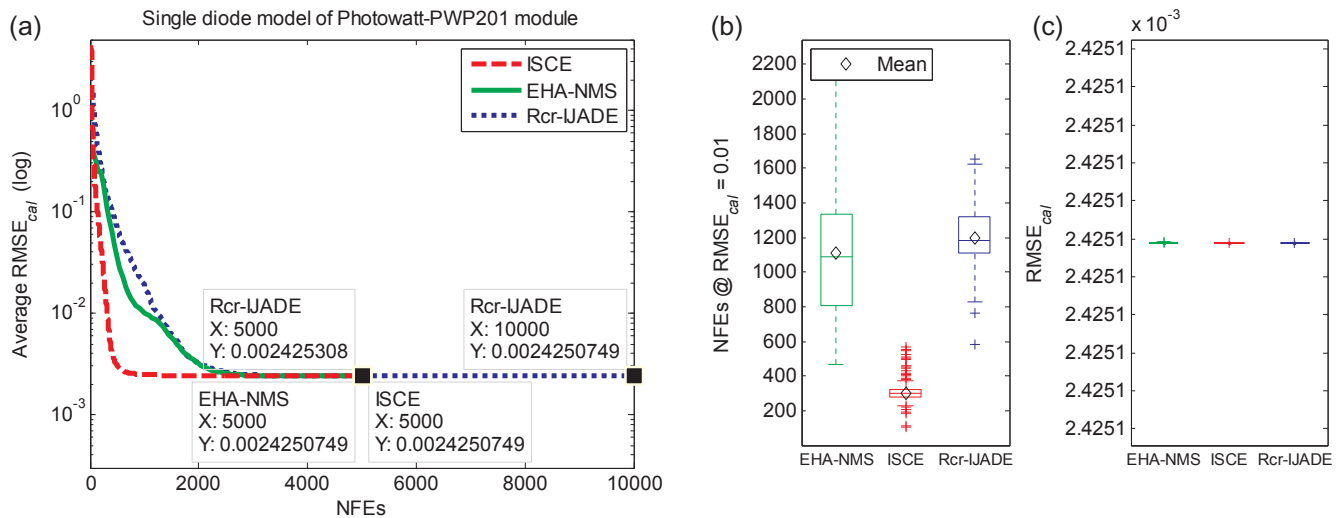 (a)
Single diode model of Photowatt-PWP201 module
ISCE
EHA-NMS
Rcr-IJADE
Average RMSE_cal (log)
10^0
10^-1
10^-2
10^-3
Rcr-IJADE
X: 5000
Y: 0.002425308
Rcr-IJADE
X: 10000
Y: 0.0024250749
EHA-NMS
X: 5000
Y: 0.0024250749
ISCE
X: 5000
Y: 0.0024250749
0 2000 4000 6000 8000 10000
NFEs
(b)
Mean
NFEs @ RMSE_cal = 0.01
2200
2000
1800
1600
1400
1200
1000
800
600
400
200
EHA-NMS ISCE Rcr-IJADE
(c)
x 10^-3
RMSE_cal
2.4251
2.4251
2.4251
2.4251
2.4251
2.4251
2.4251
2.4251
2.4251
2.4251
2.4251
EHA-NMS ISCE Rcr-IJADE